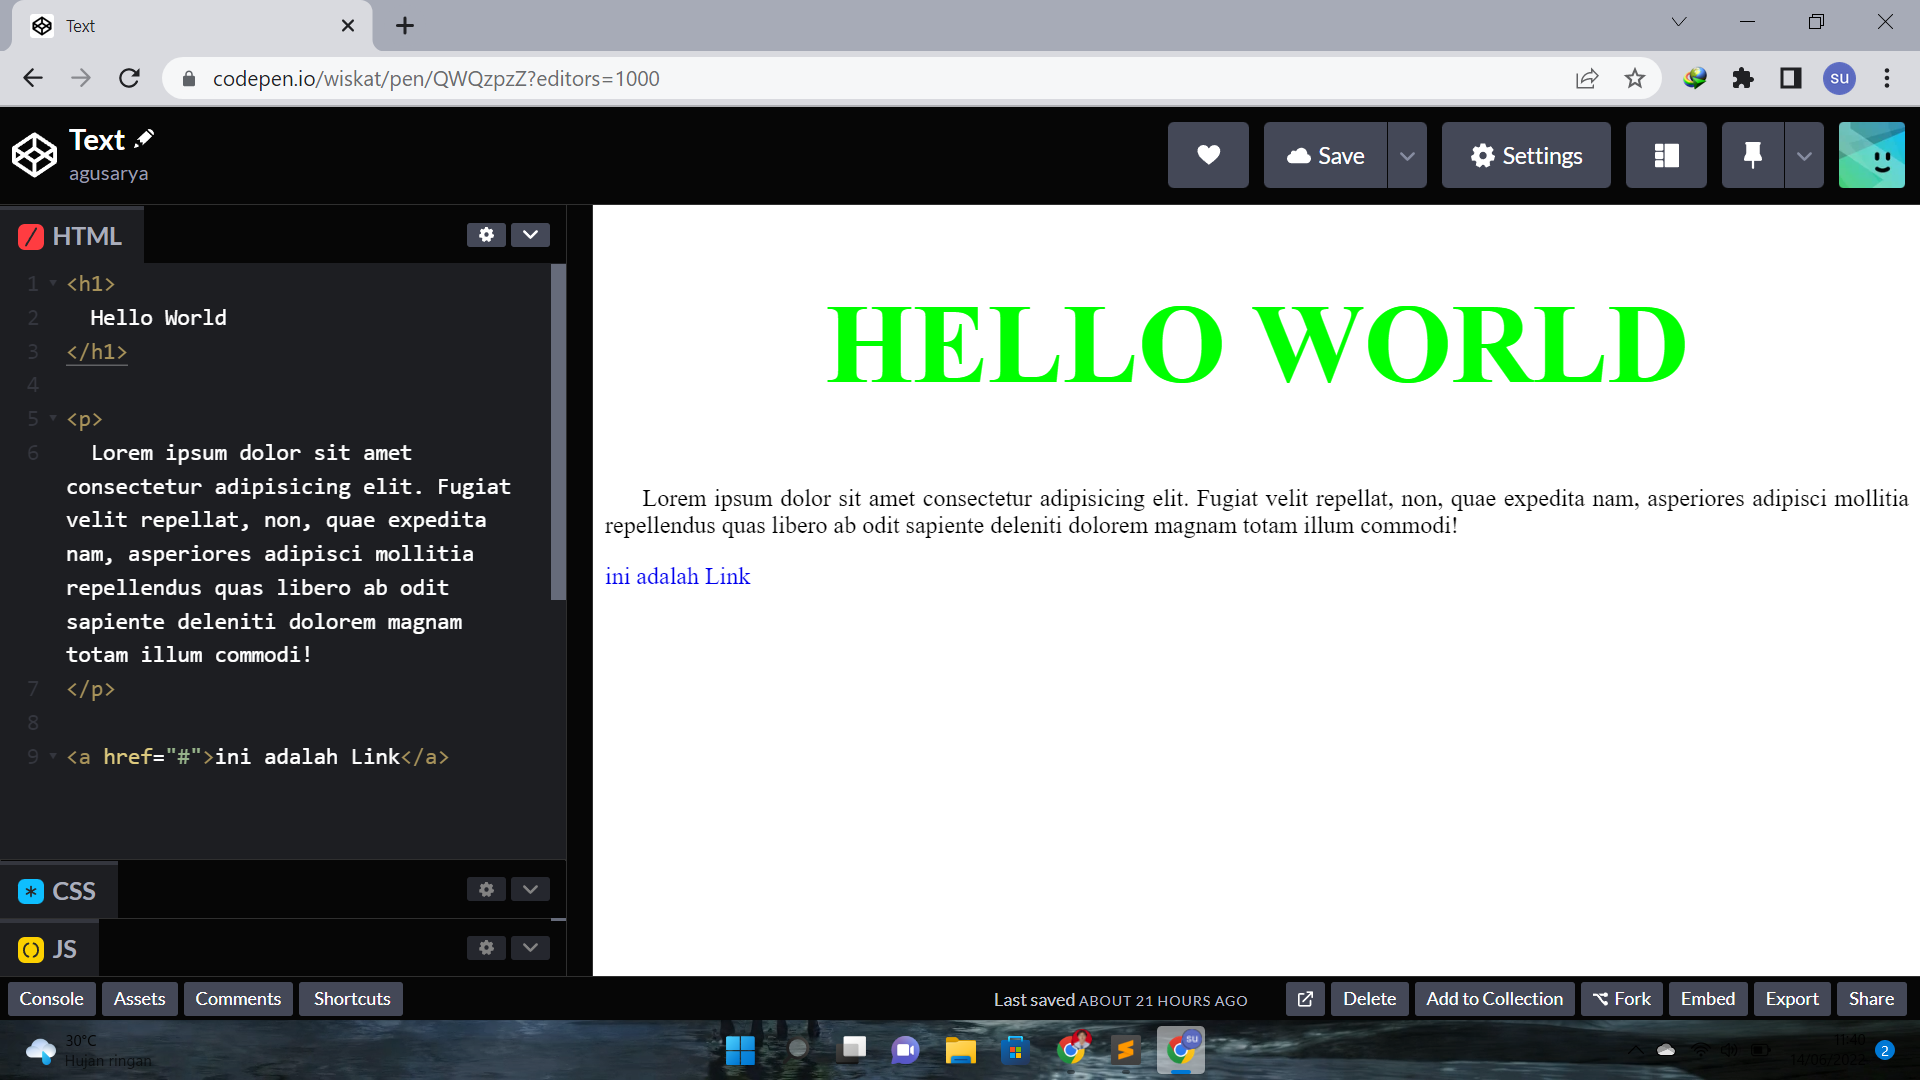 Text
codepen.io/wiskat/pen/QWQzpzZ?editors=1000
su
Text
agusarya
Save
Settings
HTML
1 <h1>
2 Hello World
3 </h1>
4
5 <p>
6 Lorem ipsum dolor sit amet
consectetur adipisicing elit. Fugiat
velit repellat, non, quae expedita
nam, asperiores adipisci mollitia
repellendus quas libero ab odit
sapiente deleniti dolorem magnam
totam illum commodi!
7 </p>
8
9 <a href="#">ini adalah Link</a>
CSS
JS
HELLO WORLD
Lorem ipsum dolor sit amet consectetur adipisicing elit. Fugiat velit repellat, non, quae expedita nam, asperiores adipisci mollitia
repellendus quas libero ab odit sapiente deleniti dolorem magnam totam illum commodi!
ini adalah Link
Console Assets Comments Shortcuts
Last saved ABOUT 21 HOURS AGO
Delete Add to Collection Fork Embed Export Share
30°C
Hujan ringan
su
11:40
14/06/2022
2